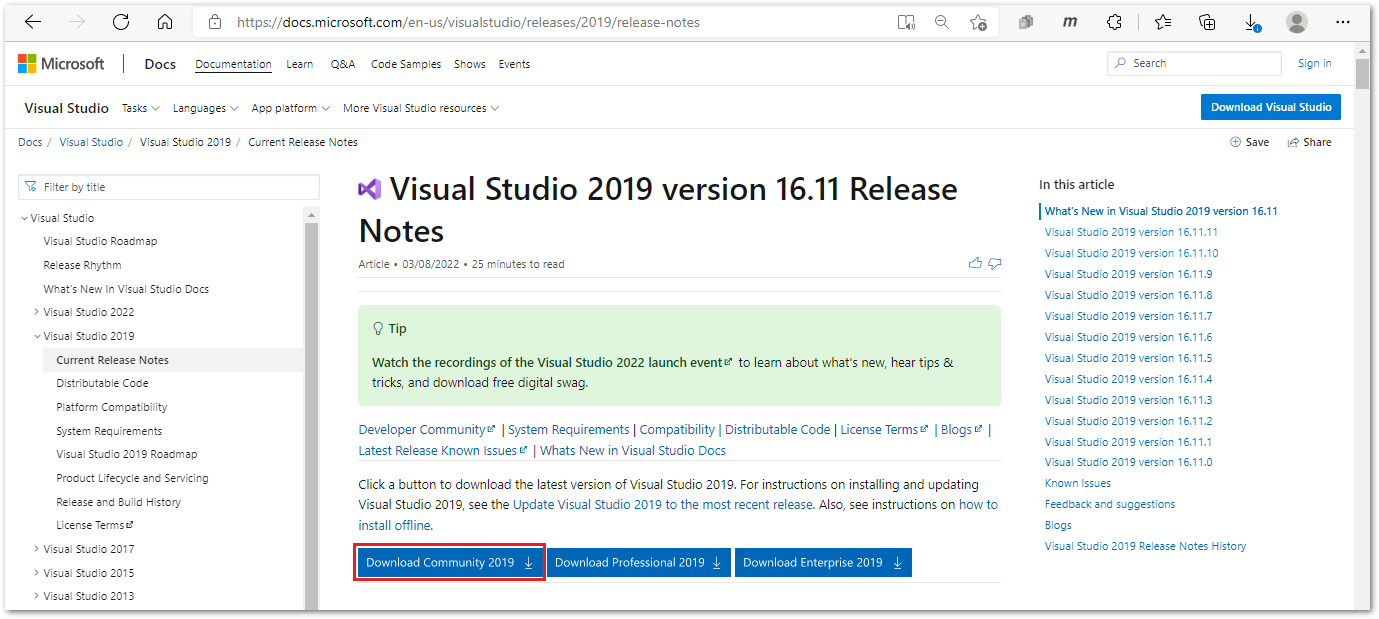 https://docs.microsoft.com/en-us/visualstudio/releases/2019/release-notes
m
Microsoft Docs Documentation Learn Q&A Code Samples Shows Events Search Sign in
Visual Studio Tasks Languages App platform More Visual Studio resources Download Visual Studio
Docs / Visual Studio / Visual Studio 2019 / Current Release Notes Save Share
Filter by title
Visual Studio
Visual Studio Roadmap
Release Rhythm
What's New In Visual Studio Docs
Visual Studio 2022
Visual Studio 2019
Current Release Notes
Distributable Code
Platform Compatibility
System Requirements
Visual Studio 2019 Roadmap
Product Lifecycle and Servicing
Release and Build History
License Terms
Visual Studio 2017
Visual Studio 2015
Visual Studio 2013
Visual Studio 2019 version 16.11 Release
Notes
Article • 03/08/2022 • 25 minutes to read
Tip
Watch the recordings of the Visual Studio 2022 launch event to learn about what's new, hear tips &
tricks, and download free digital swag.
Developer Community | System Requirements | Compatibility | Distributable Code | License Terms | Blogs |
Latest Release Known Issues | Whats New in Visual Studio Docs
Click a button to download the latest version of Visual Studio 2019. For instructions on installing and updating
Visual Studio 2019, see the Update Visual Studio 2019 to the most recent release. Also, see instructions on how to
install offline.
Download Community 2019 Download Professional 2019 Download Enterprise 2019
In this article
What's New in Visual Studio 2019 version 16.11
Visual Studio 2019 version 16.11.11
Visual Studio 2019 version 16.11.10
Visual Studio 2019 version 16.11.9
Visual Studio 2019 version 16.11.8
Visual Studio 2019 version 16.11.7
Visual Studio 2019 version 16.11.6
Visual Studio 2019 version 16.11.5
Visual Studio 2019 version 16.11.4
Visual Studio 2019 version 16.11.3
Visual Studio 2019 version 16.11.2
Visual Studio 2019 version 16.11.1
Visual Studio 2019 version 16.11.0
Known Issues
Feedback and suggestions
Blogs
Visual Studio 2019 Release Notes History